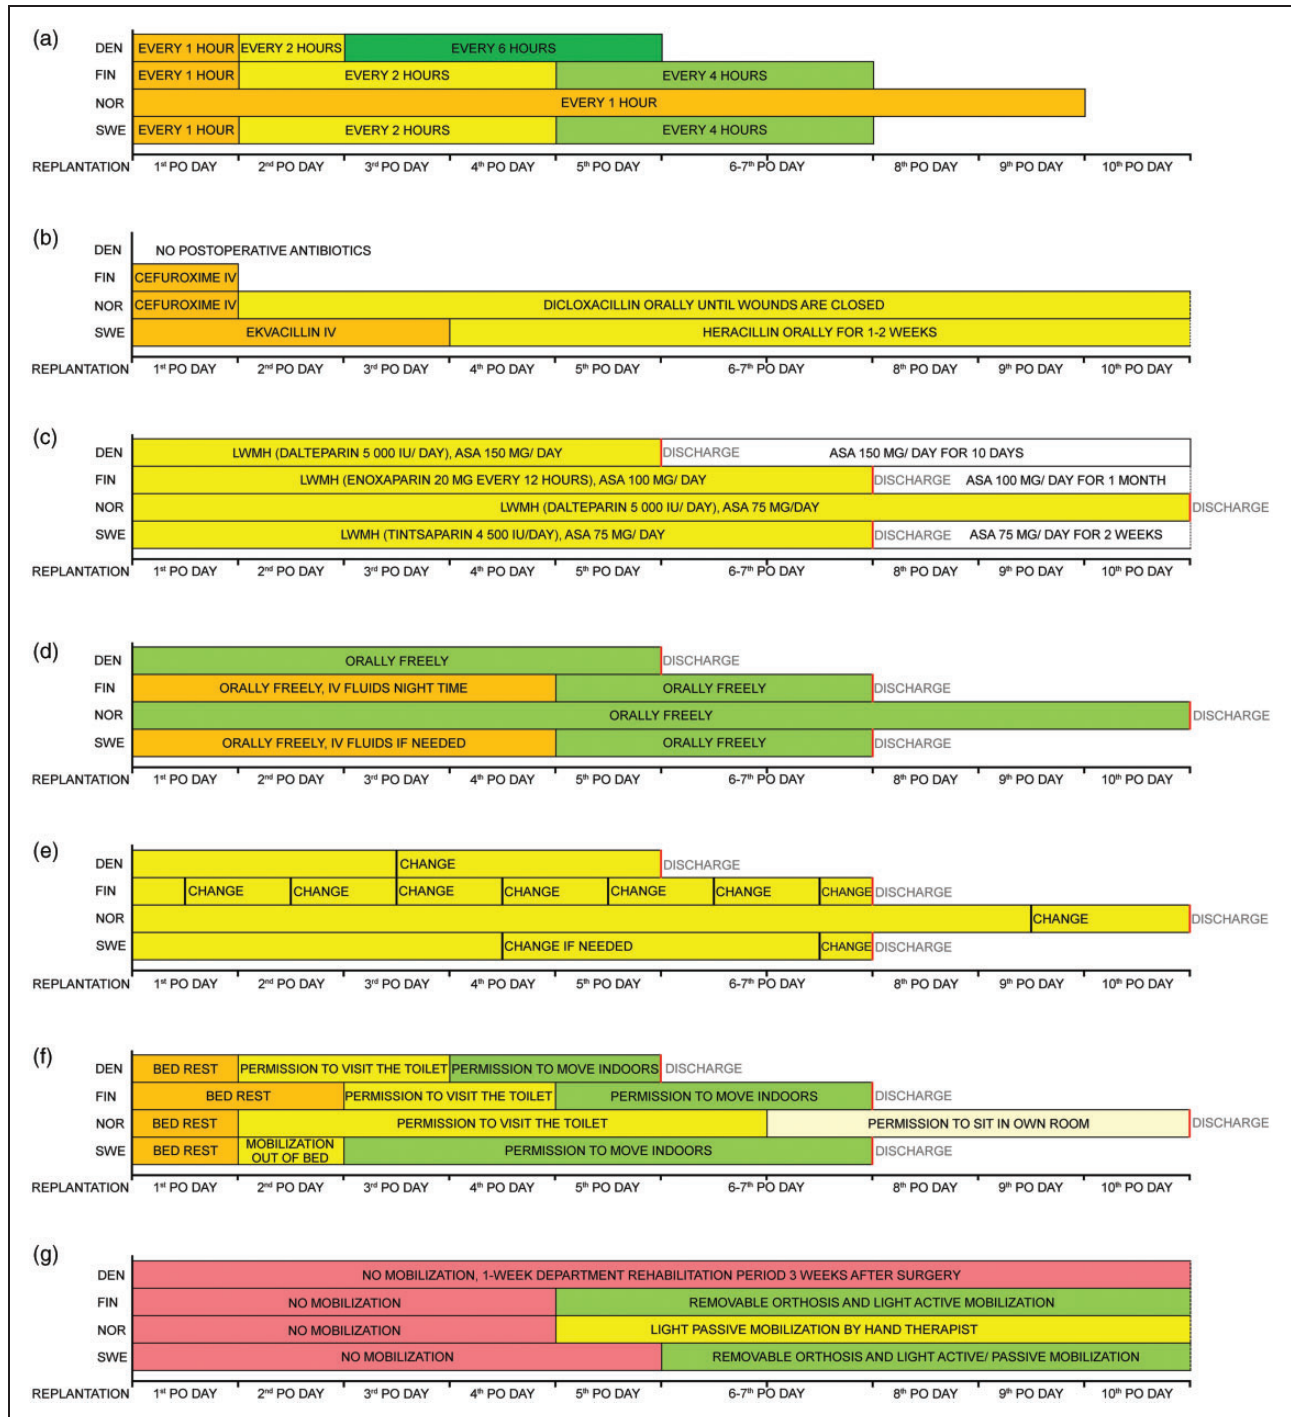 (a)
DEN EVERY 1 HOUR EVERY 2 HOURS EVERY 6 HOURS
FIN EVERY 1 HOUR EVERY 2 HOURS EVERY 4 HOURS
NOR EVERY 1 HOUR
SWE EVERY 1 HOUR EVERY 2 HOURS EVERY 4 HOURS
REPLANTATION 1st PO DAY 2nd PO DAY 3rd PO DAY 4th PO DAY 5th PO DAY 6-7th PO DAY 8th PO DAY 9th PO DAY 10th PO DAY
(b)
DEN NO POSTOPERATIVE ANTIBIOTICS
FIN CEFUROXIME IV
NOR CEFUROXIME IV DICLOXACILLIN ORALLY UNTIL WOUNDS ARE CLOSED
SWE EKVACILLIN IV HERACILLIN ORALLY FOR 1-2 WEEKS
REPLANTATION 1st PO DAY 2nd PO DAY 3rd PO DAY 4th PO DAY 5th PO DAY 6-7th PO DAY 8th PO DAY 9th PO DAY 10th PO DAY
(c)
DEN LWMH (DALTEPARIN 5 000 IU/ DAY), ASA 150 MG/ DAY DISCHARGE ASA 150 MG/ DAY FOR 10 DAYS
FIN LWMH (ENOXAPARIN 20 MG EVERY 12 HOURS), ASA 100 MG/ DAY DISCHARGE ASA 100 MG/ DAY FOR 1 MONTH
NOR LWMH (DALTEPARIN 5 000 IU/ DAY), ASA 75 MG/DAY DISCHARGE
SWE LWMH (TINTSAPARIN 4 500 IU/DAY), ASA 75 MG/ DAY DISCHARGE ASA 75 MG/ DAY FOR 2 WEEKS
REPLANTATION 1st PO DAY 2nd PO DAY 3rd PO DAY 4th PO DAY 5th PO DAY 6-7th PO DAY 8th PO DAY 9th PO DAY 10th PO DAY
(d)
DEN ORALLY FREELY DISCHARGE
FIN ORALLY FREELY, IV FLUIDS NIGHT TIME ORALLY FREELY DISCHARGE
NOR ORALLY FREELY DISCHARGE
SWE ORALLY FREELY, IV FLUIDS IF NEEDED ORALLY FREELY DISCHARGE
REPLANTATION 1st PO DAY 2nd PO DAY 3rd PO DAY 4th PO DAY 5th PO DAY 6-7th PO DAY 8th PO DAY 9th PO DAY 10th PO DAY
(e)
DEN CHANGE DISCHARGE
FIN CHANGE CHANGE CHANGE CHANGE CHANGE CHANGE CHANGE DISCHARGE
NOR CHANGE DISCHARGE
SWE CHANGE IF NEEDED CHANGE DISCHARGE
REPLANTATION 1st PO DAY 2nd PO DAY 3rd PO DAY 4th PO DAY 5th PO DAY 6-7th PO DAY 8th PO DAY 9th PO DAY 10th PO DAY
(f)
DEN BED REST PERMISSION TO VISIT THE TOILET PERMISSION TO MOVE INDOORS DISCHARGE
FIN BED REST PERMISSION TO VISIT THE TOILET PERMISSION TO MOVE INDOORS DISCHARGE
NOR BED REST PERMISSION TO VISIT THE TOILET PERMISSION TO SIT IN OWN ROOM DISCHARGE
SWE BED REST MOBILIZATION OUT OF BED PERMISSION TO MOVE INDOORS DISCHARGE
REPLANTATION 1st PO DAY 2nd PO DAY 3rd PO DAY 4th PO DAY 5th PO DAY 6-7th PO DAY 8th PO DAY 9th PO DAY 10th PO DAY
(g)
DEN NO MOBILIZATION, 1-WEEK DEPARTMENT REHABILITATION PERIOD 3 WEEKS AFTER SURGERY
FIN NO MOBILIZATION REMOVABLE ORTHOSIS AND LIGHT ACTIVE MOBILIZATION
NOR NO MOBILIZATION LIGHT PASSIVE MOBILIZATION BY HAND THERAPIST
SWE NO MOBILIZATION REMOVABLE ORTHOSIS AND LIGHT ACTIVE/ PASSIVE MOBILIZATION
REPLANTATION 1st PO DAY 2nd PO DAY 3rd PO DAY 4th PO DAY 5th PO DAY 6-7th PO DAY 8th PO DAY 9th PO DAY 10th PO DAY